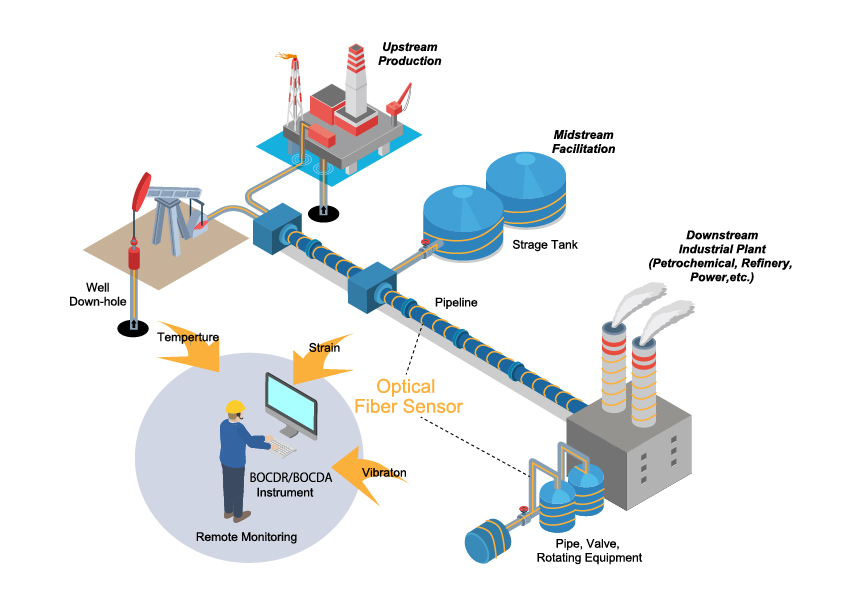 Upstream
Production
Midstream
Facilitation
Strage Tank
Downstream
Industrial Plant
(Petrochemical, Refinery,
Power,etc.)
Well
Down-hole
Pipeline
Temperture
Strain
Optical
Fiber Sensor
Vibraton
BOCDR/BOCDA
Instrument
Remote Monitoring
Pipe, Valve,
Rotating Equipment